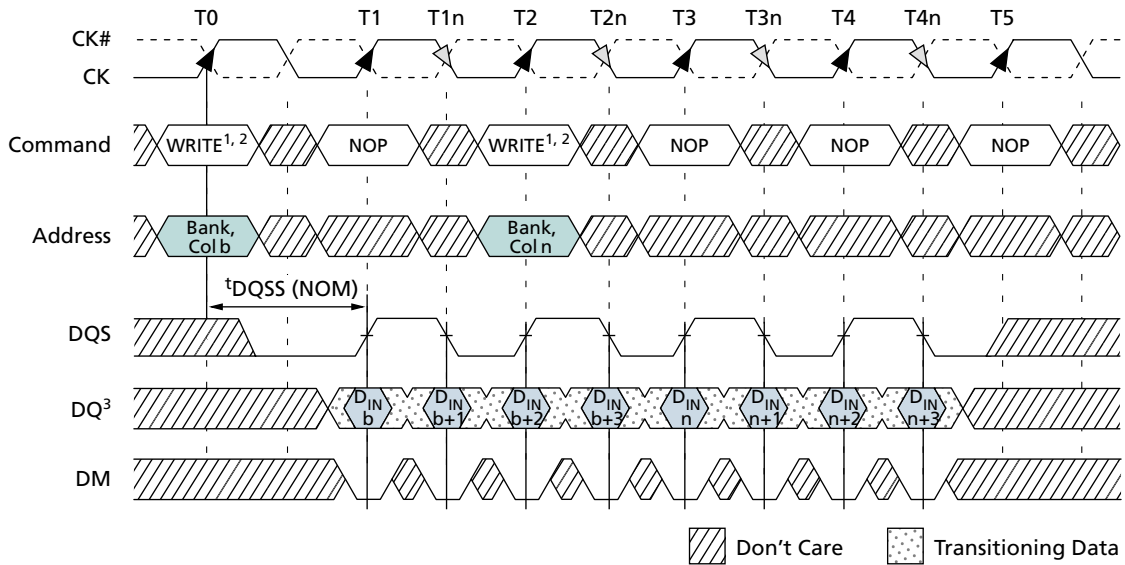 T0 T1 T1n T2 T2n T3 T3n T4 T4n T5
CK#
CK
Command WRITE1, 2 NOP WRITE1, 2 NOP NOP NOP
Address Bank, Col b Bank, Col n
tDQSS (NOM)
DQS
DQ3 DIN b DIN b+1 DIN b+2 DIN b+3 DIN n DIN n+1 DIN n+2 DIN n+3
DM
Don't Care Transitioning Data